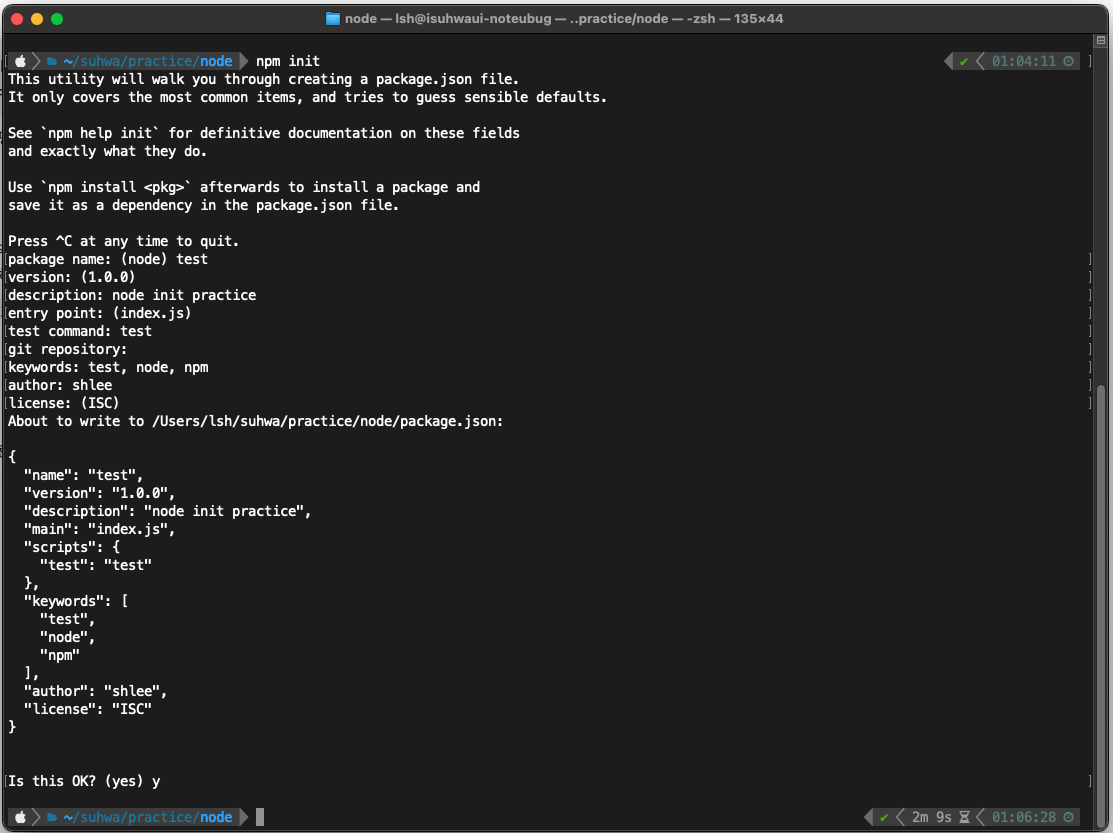 node — lsh@isuhwaui-noteubug — ..practice/node — -zsh — 135×44
~/suhwa/practice/node npm init ✔ 01:04:11
This utility will walk you through creating a package.json file.
It only covers the most common items, and tries to guess sensible defaults.
See `npm help init` for definitive documentation on these fields
and exactly what they do.
Use `npm install <pkg>` afterwards to install a package and
save it as a dependency in the package.json file.
Press ^C at any time to quit.
package name: (node) test
version: (1.0.0)
description: node init practice
entry point: (index.js)
test command: test
git repository:
keywords: test, node, npm
author: shlee
license: (ISC)
About to write to /Users/lsh/suhwa/practice/node/package.json:
{
  "name": "test",
  "version": "1.0.0",
  "description": "node init practice",
  "main": "index.js",
  "scripts": {
    "test": "test"
  },
  "keywords": [
    "test",
    "node",
    "npm"
  ],
  "author": "shlee",
  "license": "ISC"
}
Is this OK? (yes) y
~/suhwa/practice/node ✔ 2m 9s 01:06:28